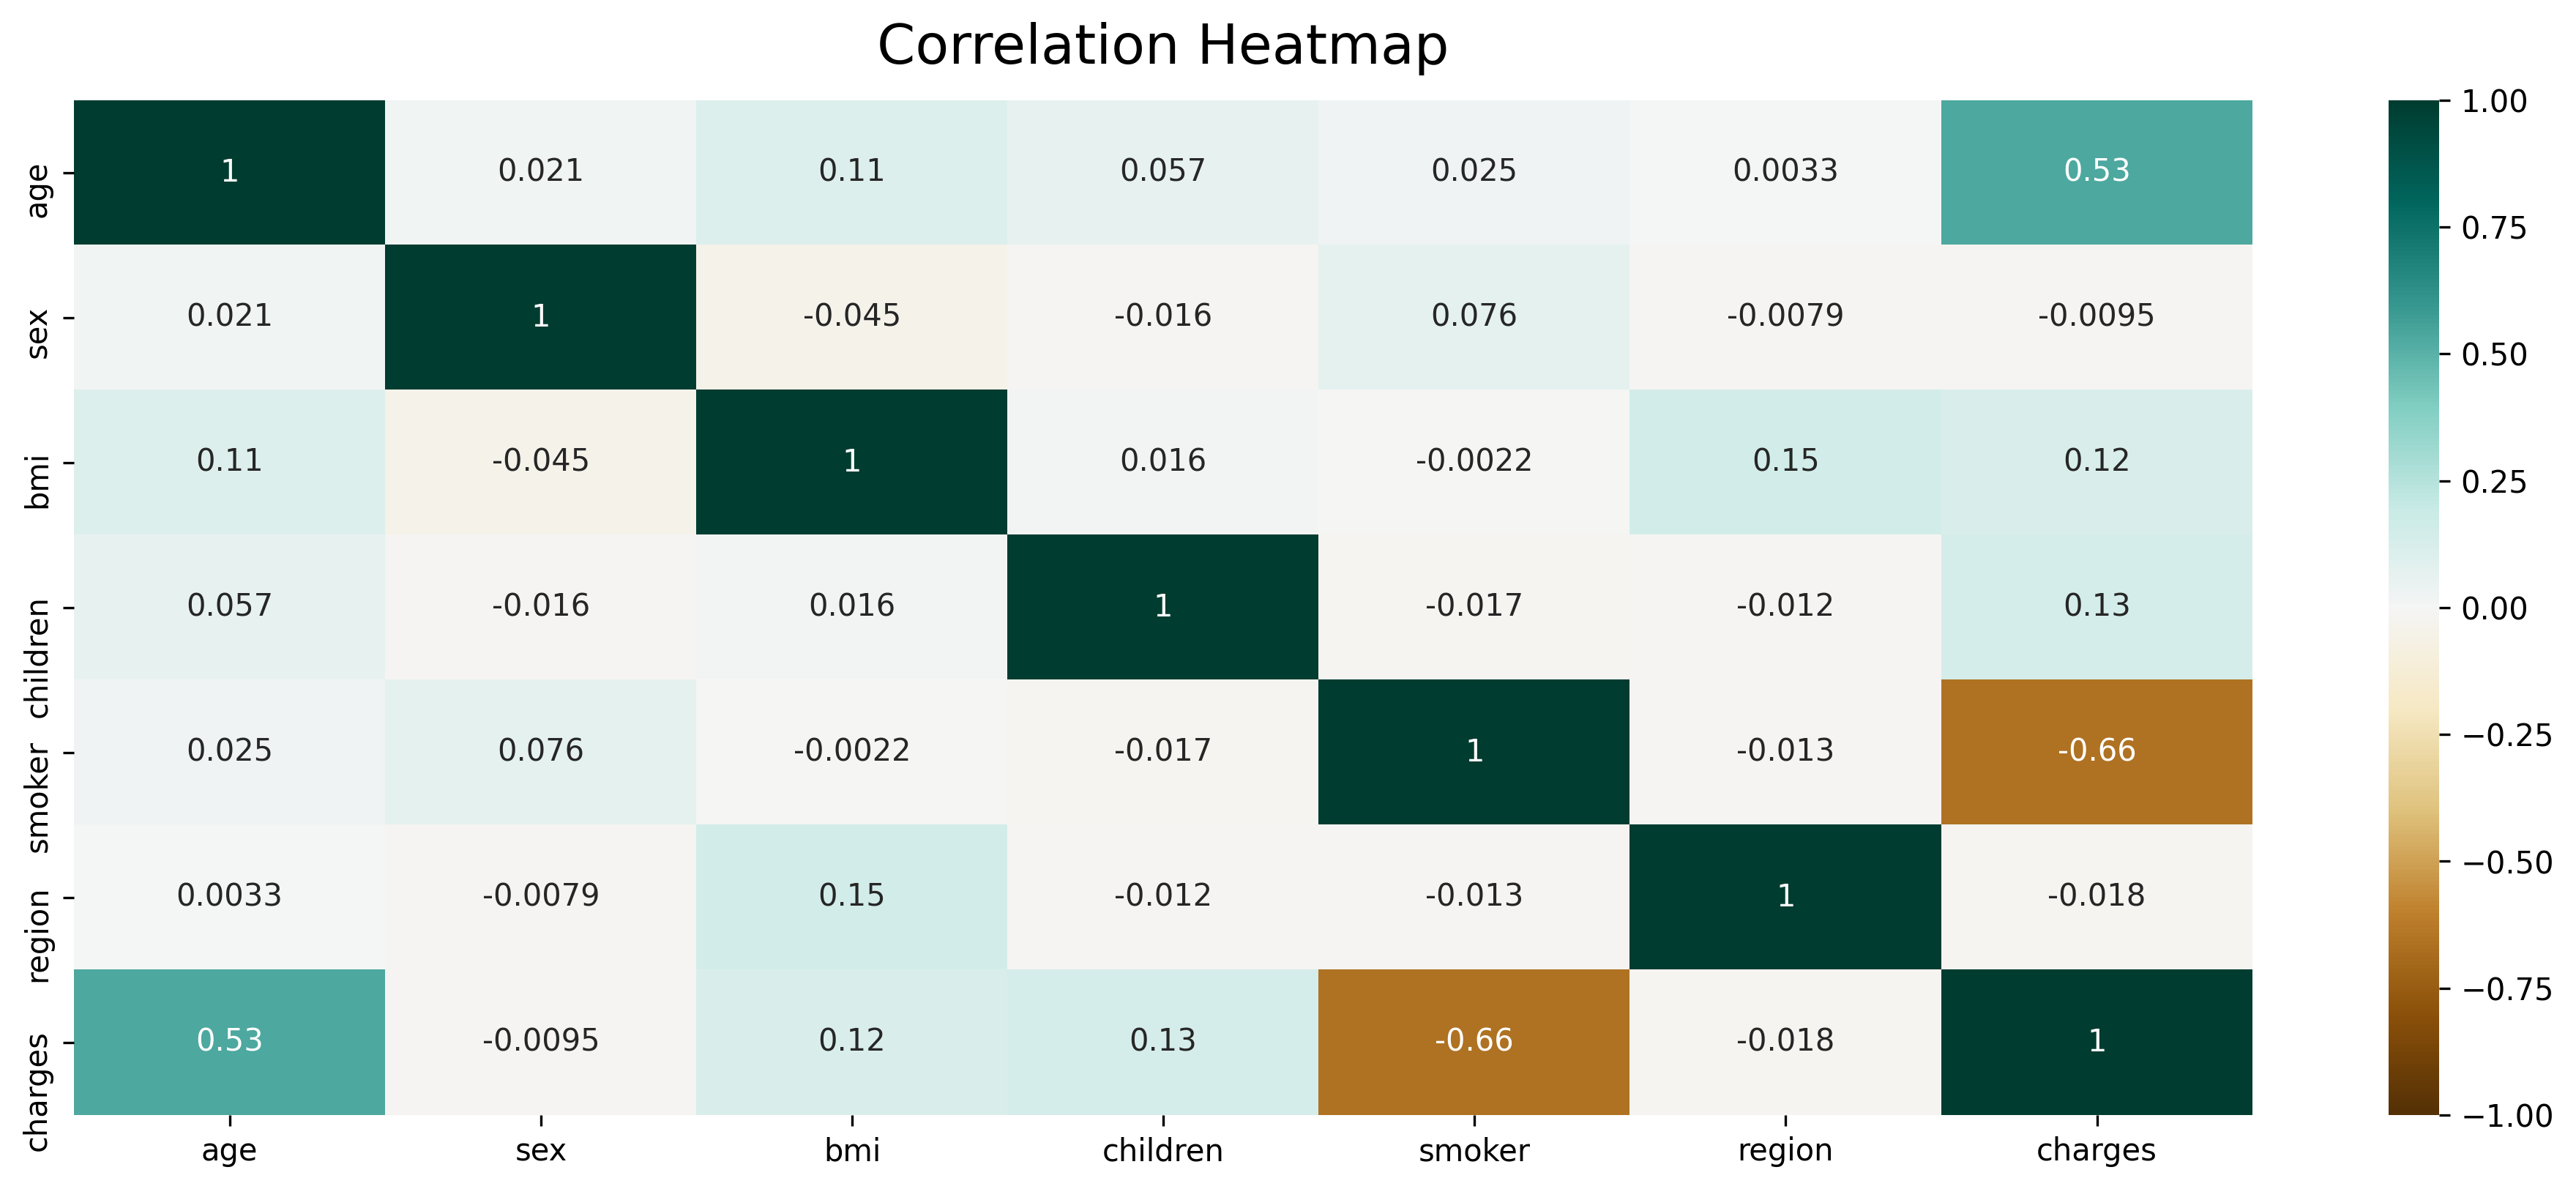 Correlation Heatmap
age 1 0.021 0.11 0.057 0.025 0.0033 0.53
sex 0.021 1 -0.045 -0.016 0.076 -0.0079 -0.0095
bmi 0.11 -0.045 1 0.016 -0.0022 0.15 0.12
children 0.057 -0.016 0.016 1 -0.017 -0.012 0.13
smoker 0.025 0.076 -0.0022 -0.017 1 -0.013 -0.66
region 0.0033 -0.0079 0.15 -0.012 -0.013 1 -0.018
charges 0.53 -0.0095 0.12 0.13 -0.66 -0.018 1
age sex bmi children smoker region charges
1.00
0.75
0.50
0.25
0.00
−0.25
−0.50
−0.75
−1.00